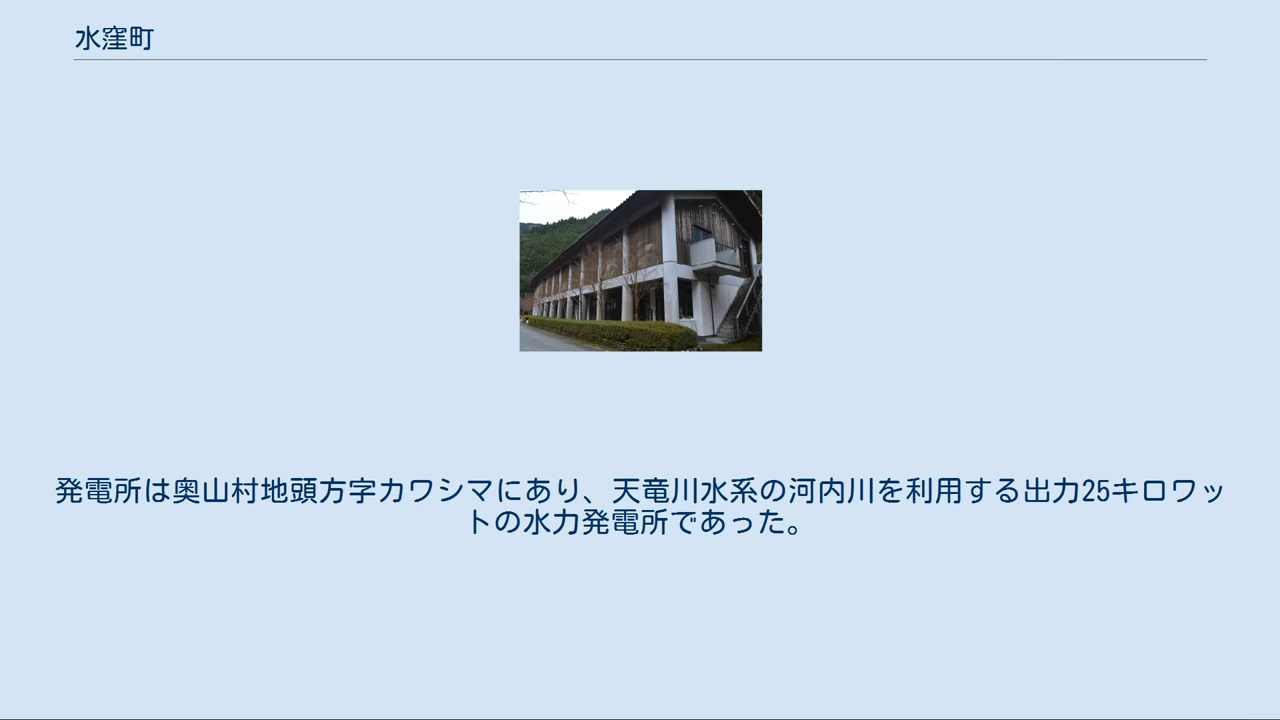 水窪町
発電所は奥山村地頭方字カワシマにあり、天竜川水系の河内川を利用する出力25キロワッ
トの水力発電所であった。